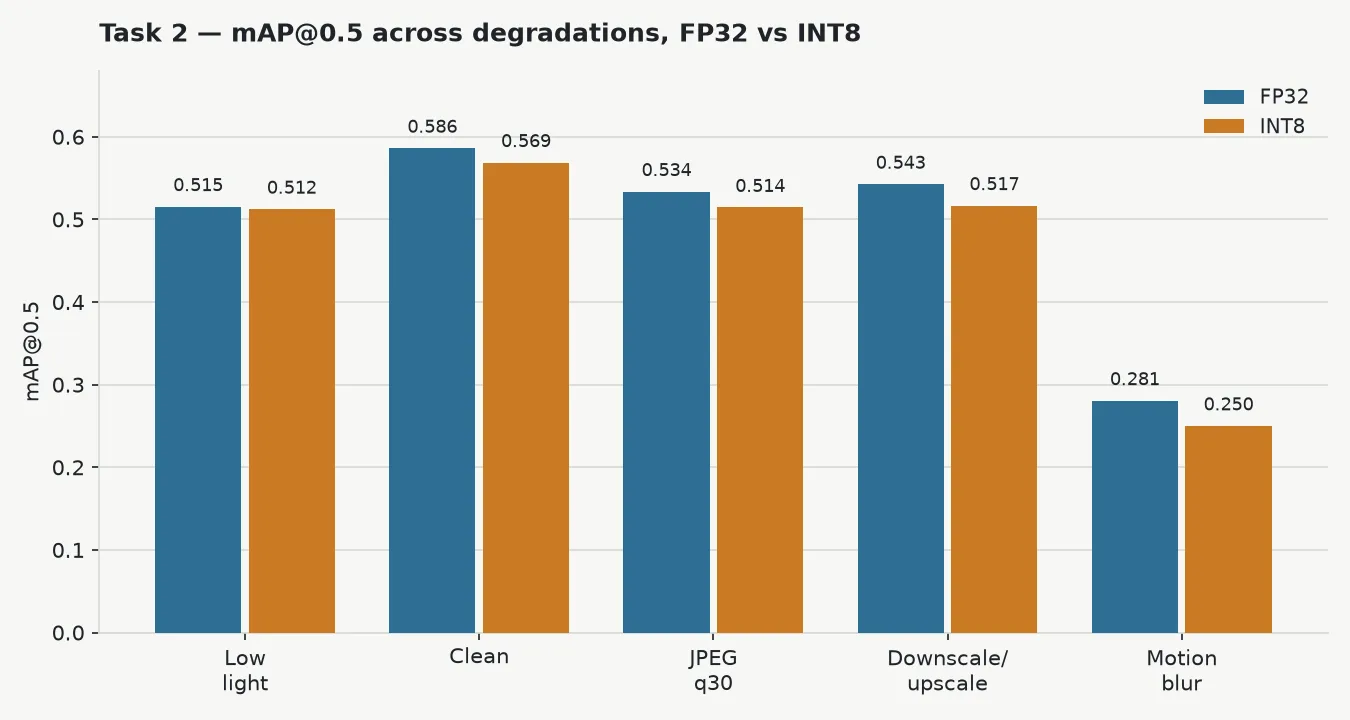 Task 2 — mAP@0.5 across degradations, FP32 vs INT8
FP32
INT8
mAP@0.5
0.6
0.5
0.4
0.3
0.2
0.1
0.0
0.515
0.512
0.586
0.569
0.534
0.514
0.543
0.517
0.281
0.250
Low
light
Clean
JPEG
q30
Downscale/
upscale
Motion
blur